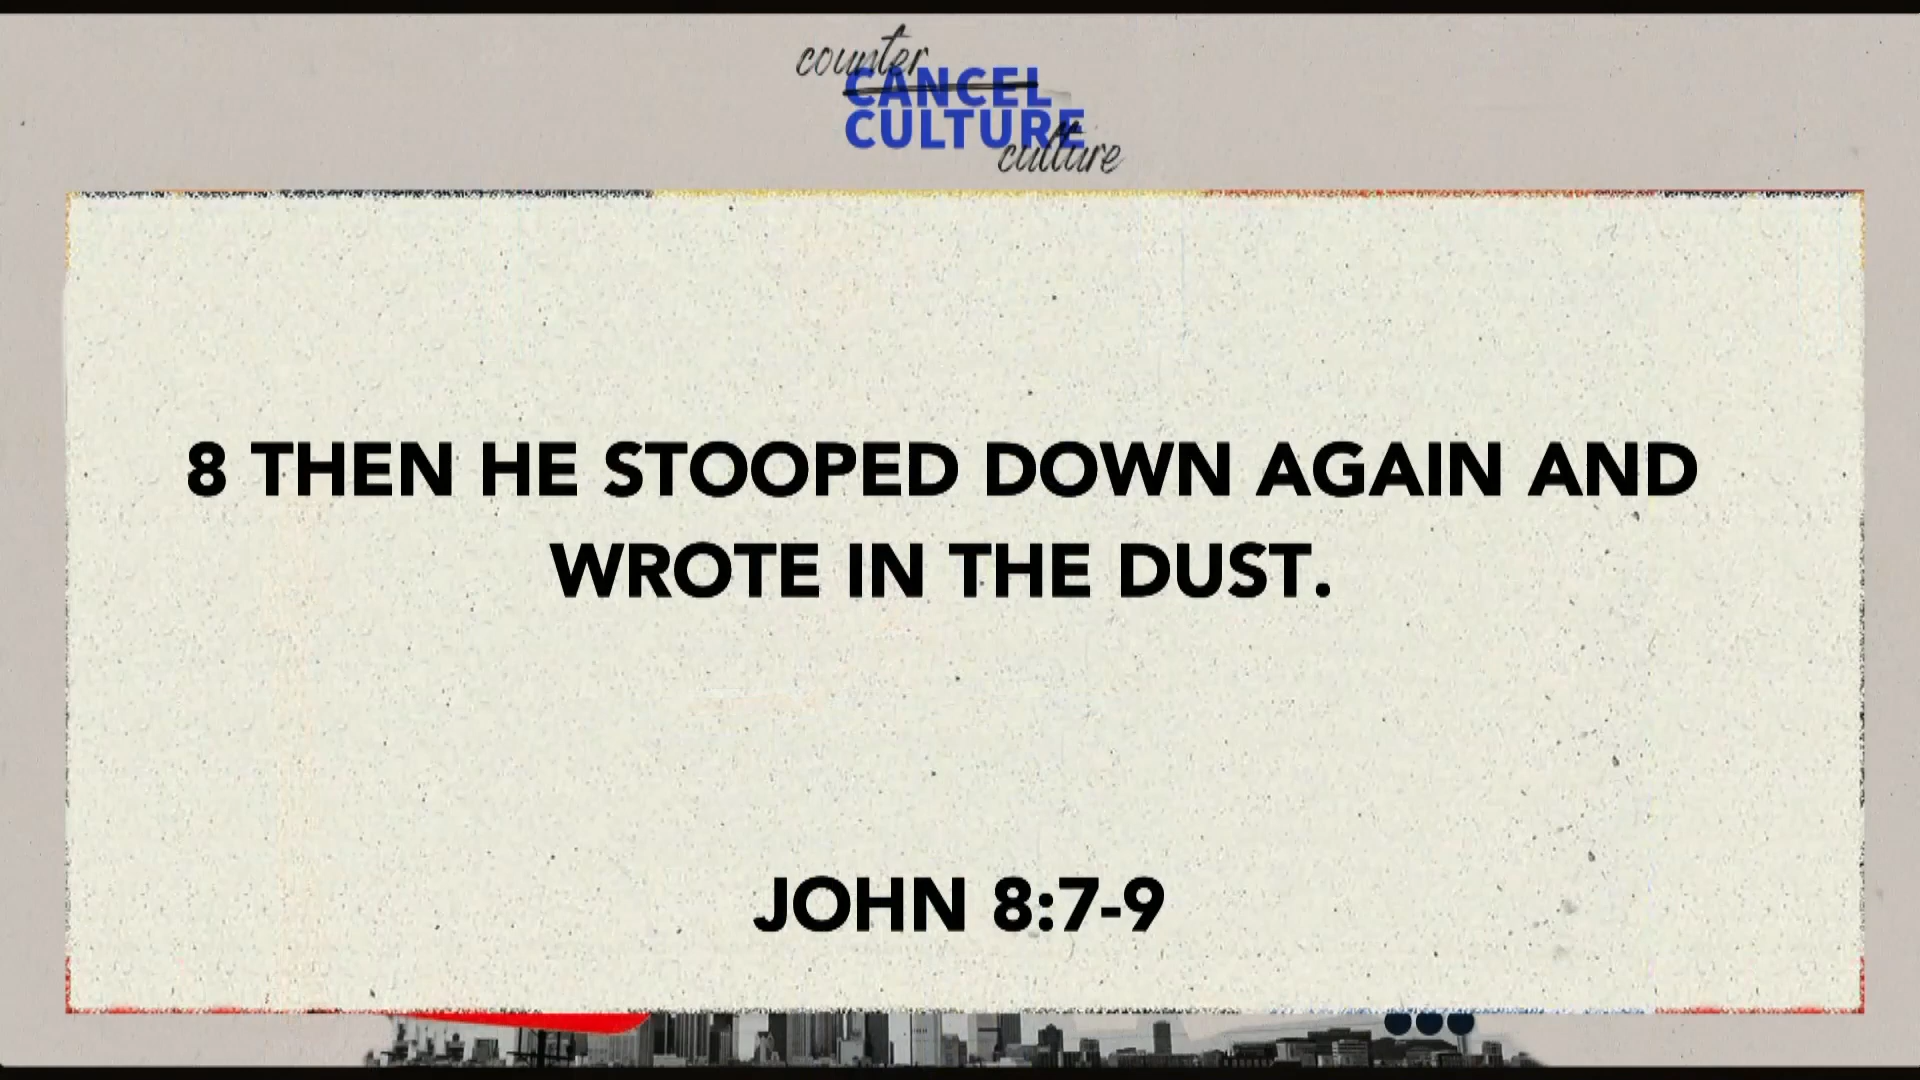 counter
CANCEL
CULTURE
culture
8 THEN HE STOOPED DOWN AGAIN AND
WROTE IN THE DUST.
JOHN 8:7-9